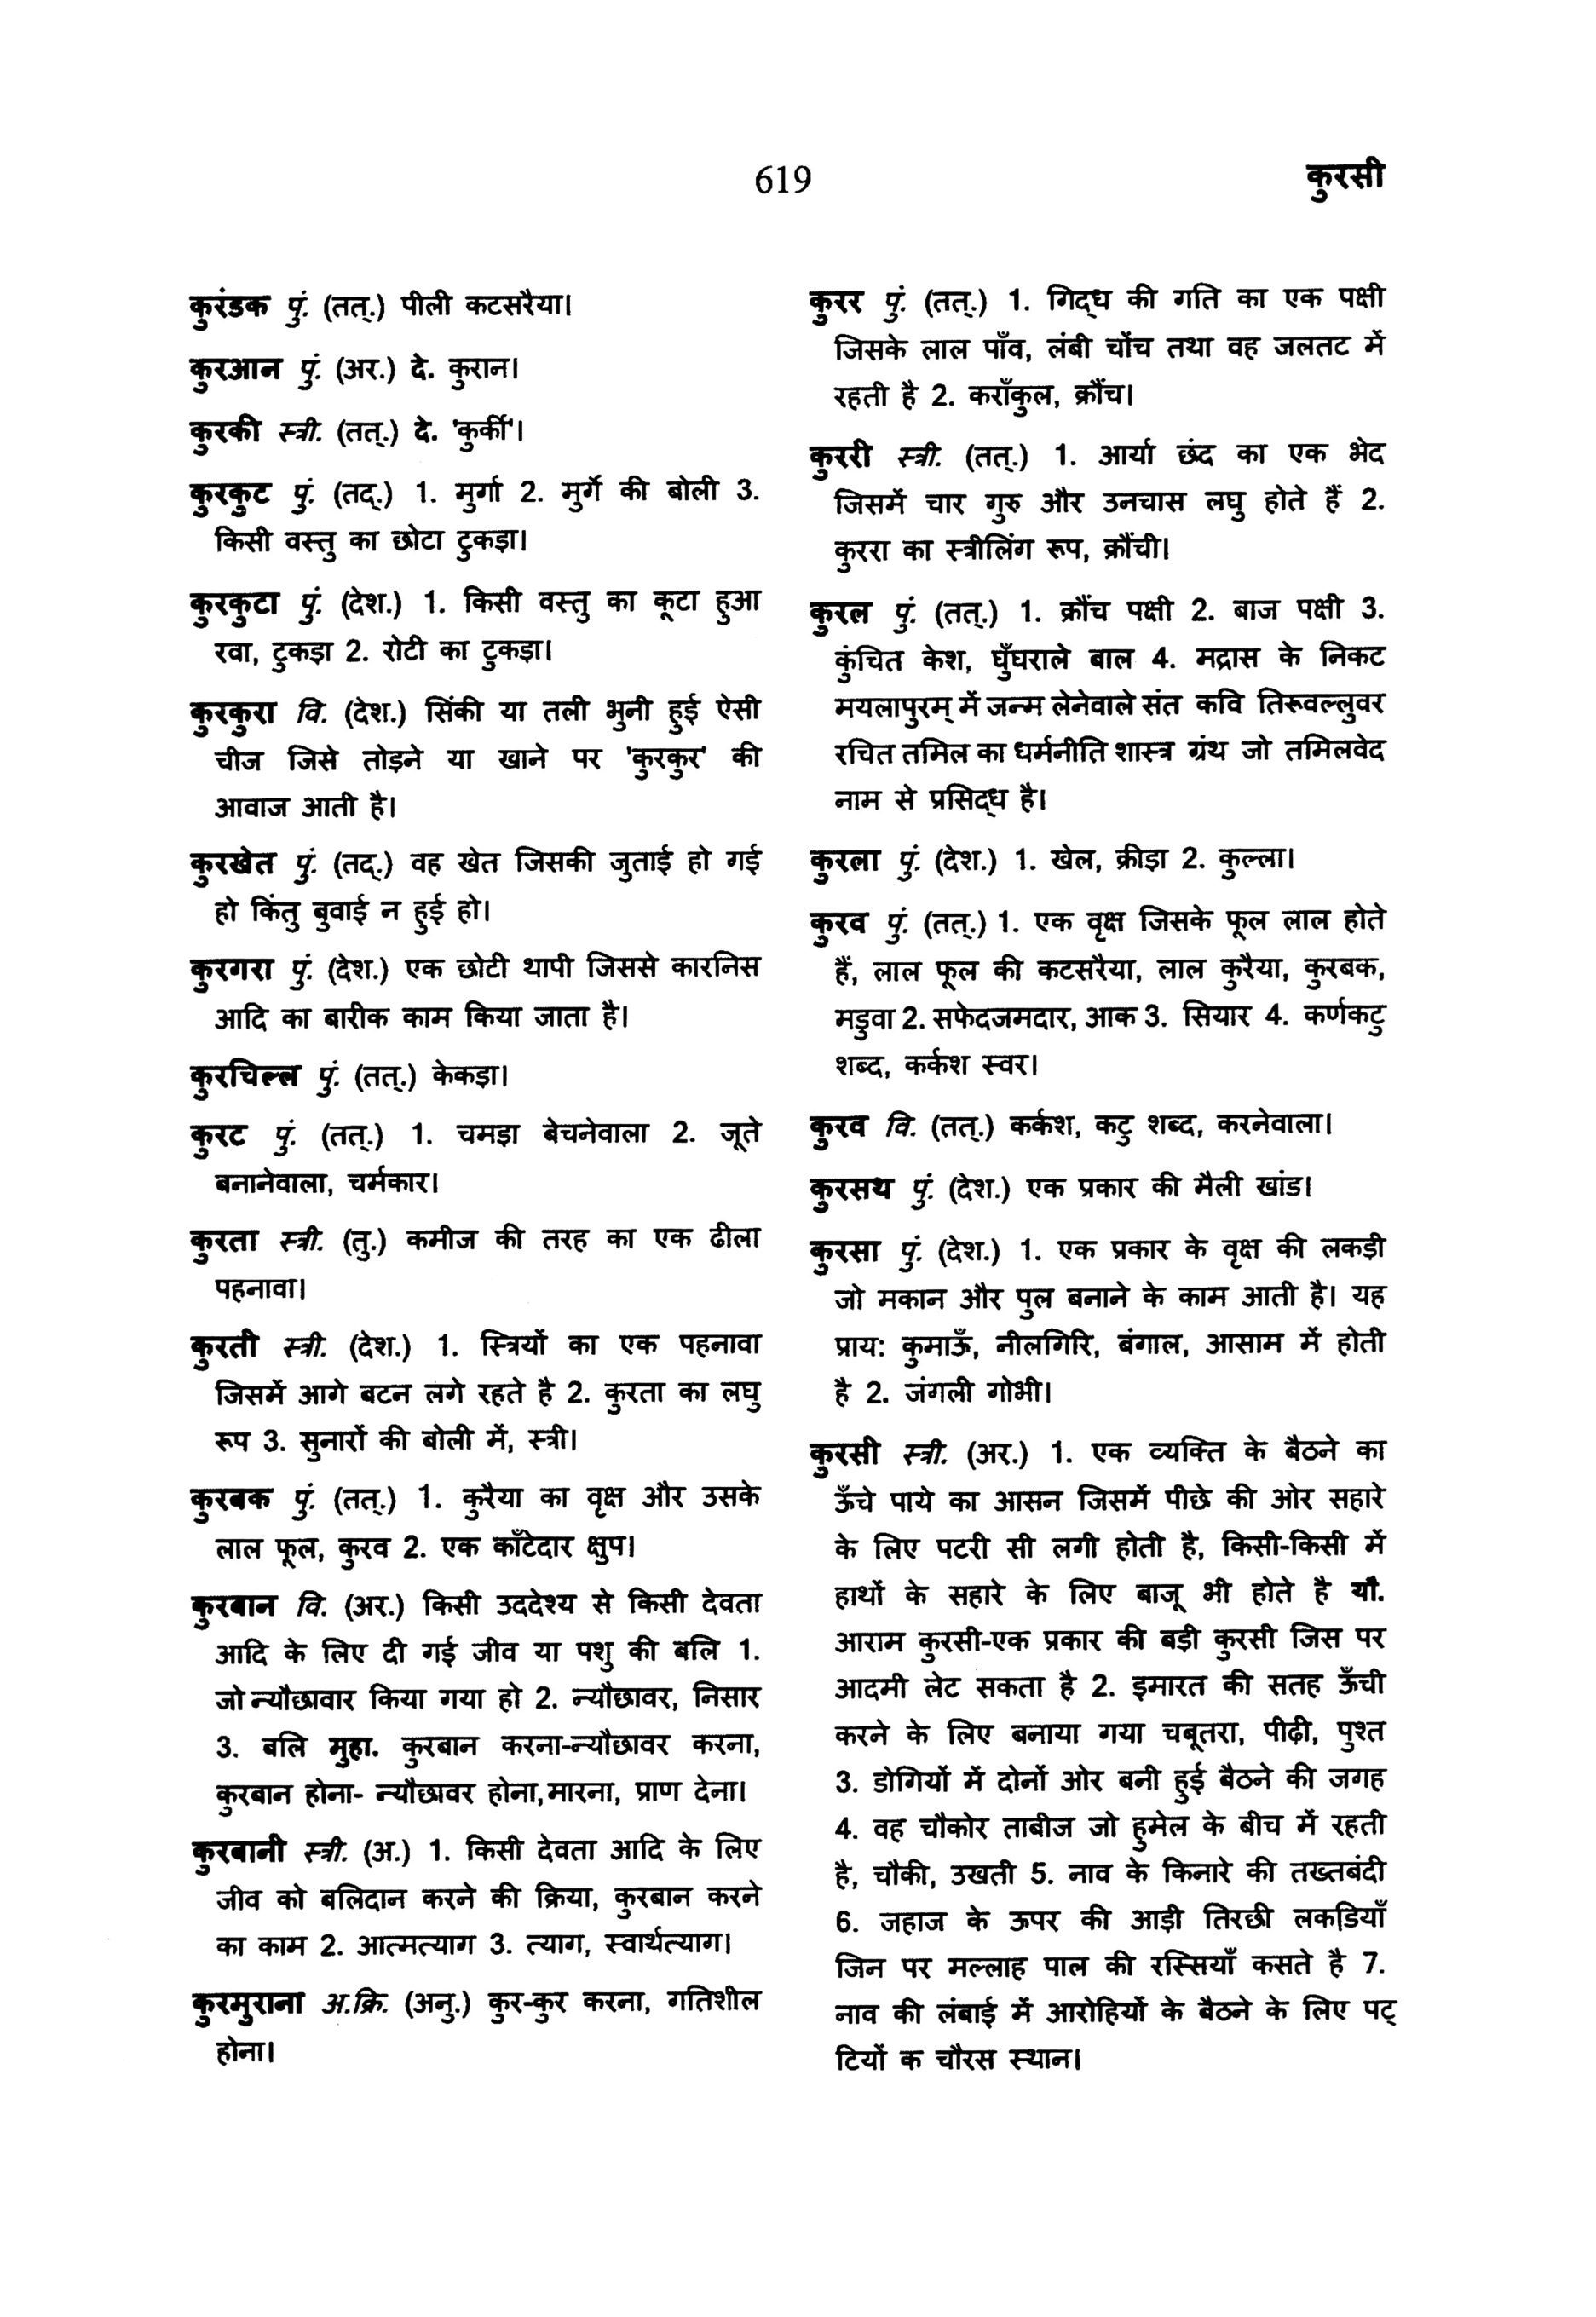 619
कुरसी
कुरंडक पुं. (तत्.) पीली कटसरैया।
कुरआन पुं. (अर.) दे. कुरान।
कुरकी स्त्री. (तत्.) दे. 'कुर्की'।
कुरकुट पुं. (तद्.) 1. मुर्गा 2. मुर्गे की बोली 3.
किसी वस्तु का छोटा टुकड़ा।
कुरकुटा पुं. (देश.) 1. किसी वस्तु का कूटा हुआ
रवा, टुकड़ा 2. रोटी का टुकड़ा।
कुरकुरा वि. (देश.) सिंकी या तली भुनी हुई ऐसी
चीज जिसे तोड़ने या खाने पर 'कुरकुर' की
आवाज आती है।
कुरखेत पुं. (तद्.) वह खेत जिसकी जुताई हो गई
हो किंतु बुवाई न हुई हो।
कुरगरा पुं. (देश.) एक छोटी थापी जिससे कारनिस
आदि का बारीक काम किया जाता है।
कुरचिल्ल पुं. (तत्.) केकड़ा।
कुरट पुं. (तत्.) 1. चमड़ा बेचनेवाला 2. जूते
बनानेवाला, चर्मकार।
कुरता स्त्री. (तु.) कमीज की तरह का एक ढीला
पहनावा।
कुरती स्त्री. (देश.) 1. स्त्रियों का एक पहनावा
जिसमें आगे बटन लगे रहते है 2. कुरता का लघु
रूप 3. सुनारों की बोली में, स्त्री।
कुरबक पुं. (तत्.) 1. कुरैया का वृक्ष और उसके
लाल फूल, कुरव 2. एक काँटेदार क्षुप।
कुरबान वि. (अर.) किसी उददेश्य से किसी देवता
आदि के लिए दी गई जीव या पशु की बलि 1.
जो न्यौछावार किया गया हो 2. न्यौछावर, निसार
3. बलि मुहा. कुरबान करना-न्यौछावर करना,
कुरबान होना- न्यौछावर होना,मारना, प्राण देना।
कुरबानी स्त्री. (अ.) 1. किसी देवता आदि के लिए
जीव को बलिदान करने की क्रिया, कुरबान करने
का काम 2. आत्मत्याग 3. त्याग, स्वार्थत्याग।
कुरमुराना अ.क्रि. (अनु.) कुर-कुर करना, गतिशील
होना।
कुरर पुं. (तत्.) 1. गिद्ध की गति का एक पक्षी
जिसके लाल पाँव, लंबी चोंच तथा वह जलतट में
रहती है 2. कराँकुल, क्रौंच।
कुररी स्त्री. (तत्.) 1. आर्या छंद का एक भेद
जिसमें चार गुरु और उनचास लघु होते हैं 2.
कुररा का स्त्रीलिंग रूप, क्रौंची।
कुरल पुं. (तत्.) 1. क्रौंच पक्षी 2. बाज पक्षी 3.
कुंचित केश, घुँघराले बाल 4. मद्रास के निकट
मयलापुरम् में जन्म लेनेवाले संत कवि तिरूवल्लुवर
रचित तमिल का धर्मनीति शास्त्र ग्रंथ जो तमिलवेद
नाम से प्रसिद्ध है।
कुरला पुं. (देश.) 1. खेल, क्रीड़ा 2. कुल्ला।
कुरव पुं. (तत्.) 1. एक वृक्ष जिसके फूल लाल होते
हैं, लाल फूल की कटसरैया, लाल कुरैया, कुरबक,
मड़ुवा 2. सफेदजमदार, आक 3. सियार 4. कर्णकटु
शब्द, कर्कश स्वर।
कुरव वि. (तत्.) कर्कश, कटु शब्द, करनेवाला।
कुरसथ पुं. (देश.) एक प्रकार की मैली खांड।
कुरसा पुं. (देश.) 1. एक प्रकार के वृक्ष की लकड़ी
जो मकान और पुल बनाने के काम आती है। यह
प्राय: कुमाऊँ, नीलगिरि, बंगाल, आसाम में होती
है 2. जंगली गोभी।
कुरसी स्त्री. (अर.) 1. एक व्यक्ति के बैठने का
ऊँचे पाये का आसन जिसमें पीछे की ओर सहारे
के लिए पटरी सी लगी होती है, किसी-किसी में
हाथों के सहारे के लिए बाजू भी होते है यौ.
आराम कुरसी-एक प्रकार की बड़ी कुरसी जिस पर
आदमी लेट सकता है 2. इमारत की सतह ऊँची
करने के लिए बनाया गया चबूतरा, पीढ़ी, पुश्त
3. डोगियों में दोनों ओर बनी हुई बैठने की जगह
4. वह चौकोर ताबीज जो हुमेल के बीच में रहती
है, चौकी, उखती 5. नाव के किनारे की तख्तबंदी
6. जहाज के ऊपर की आड़ी तिरछी लकड़ियाँ
जिन पर मल्लाह पाल की रस्सियाँ कसते है 7.
नाव की लंबाई में आरोहियों के बैठने के लिए पट्
टियों क चौरस स्थान।